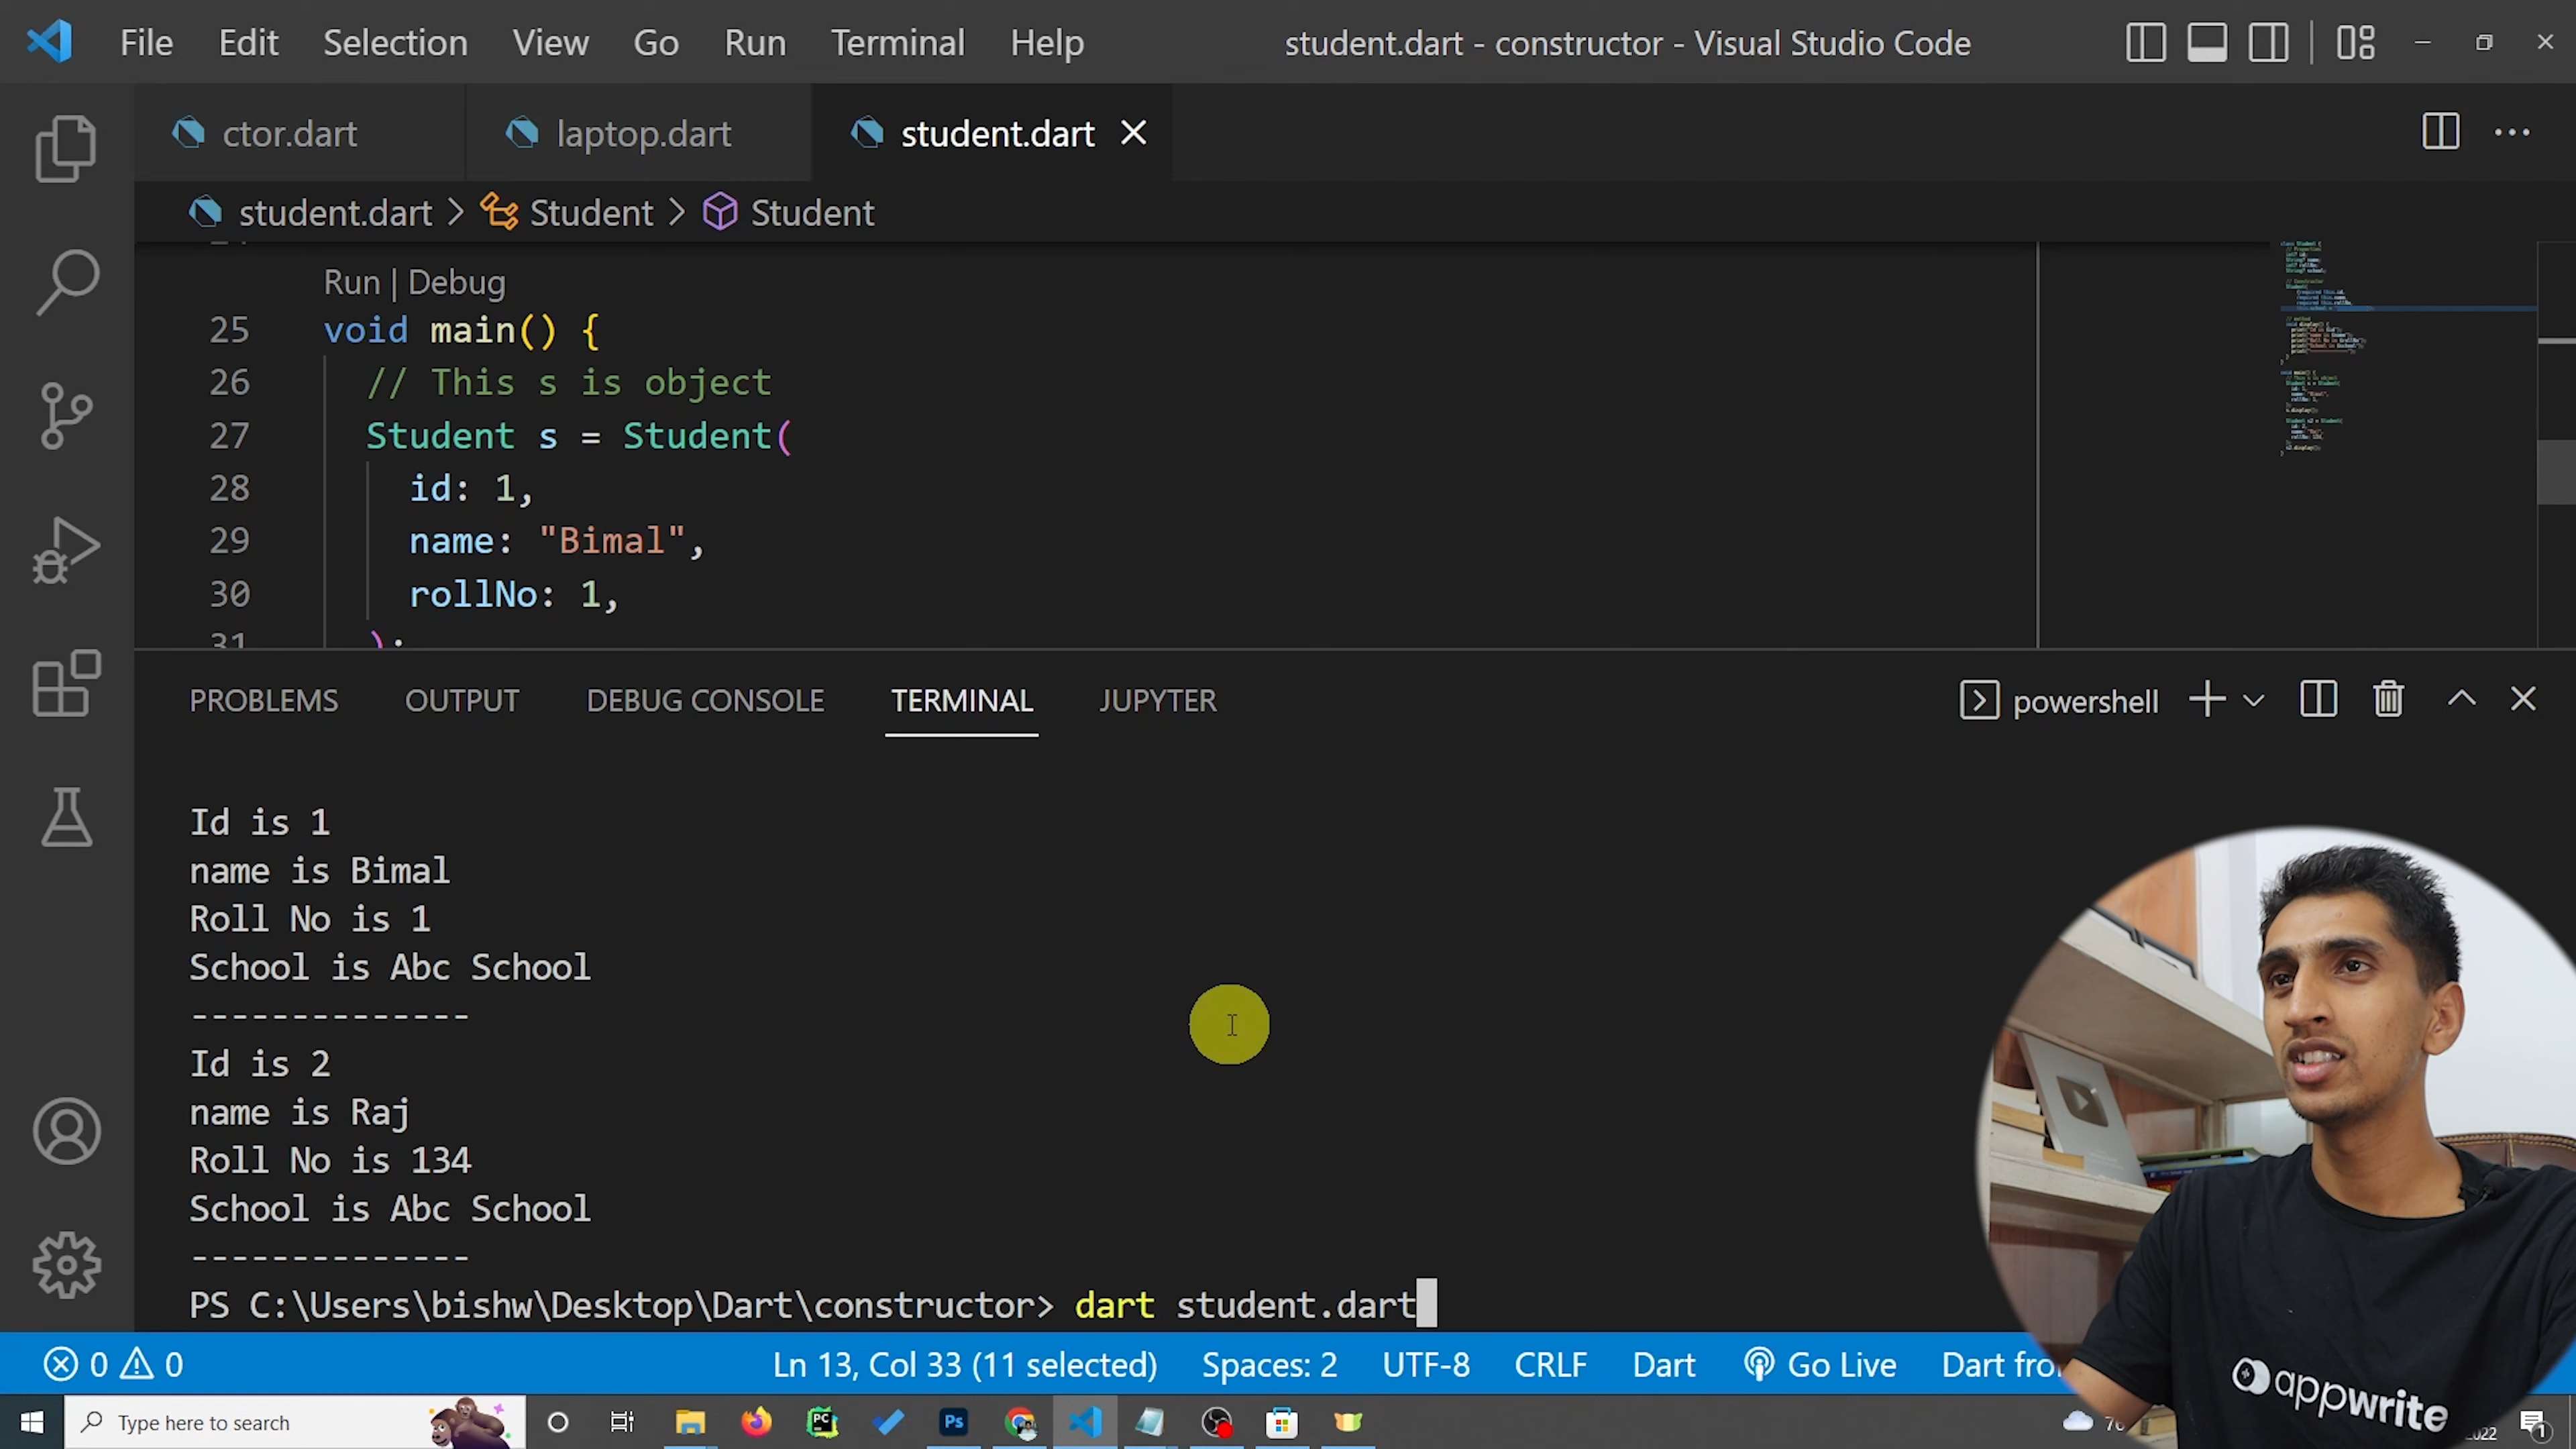 File Edit Selection View Go Run Terminal Help student.dart - constructor - Visual Studio Code
ctor.dart laptop.dart student.dart
student.dart > Student > Student
Run | Debug
25 void main() {
26 // This s is object
27 Student s = Student(
28 id: 1,
29 name: "Bimal",
30 rollNo: 1,
31 );
PROBLEMS OUTPUT DEBUG CONSOLE TERMINAL JUPYTER powershell
Id is 1
name is Bimal
Roll No is 1
School is Abc School
--------------
Id is 2
name is Raj
Roll No is 134
School is Abc School
--------------
PS C:\Users\bishw\Desktop\Dart\constructor> dart student.dart
0 0 Ln 13, Col 33 (11 selected) Spaces: 2 UTF-8 CRLF Dart Go Live Dart
appwrite
Type here to search